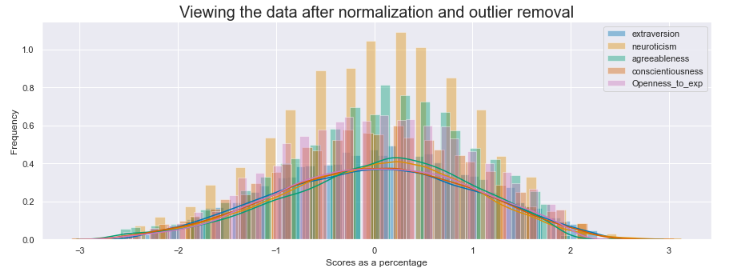 Viewing the data after normalization and outlier removal
extraversion
neuroticism
agreeableness
conscientiousness
Openness_to_exp
Frequency
1.0
0.8
0.6
0.4
0.2
0.0
−3 −2 −1 0 1 2 3
Scores as a percentage